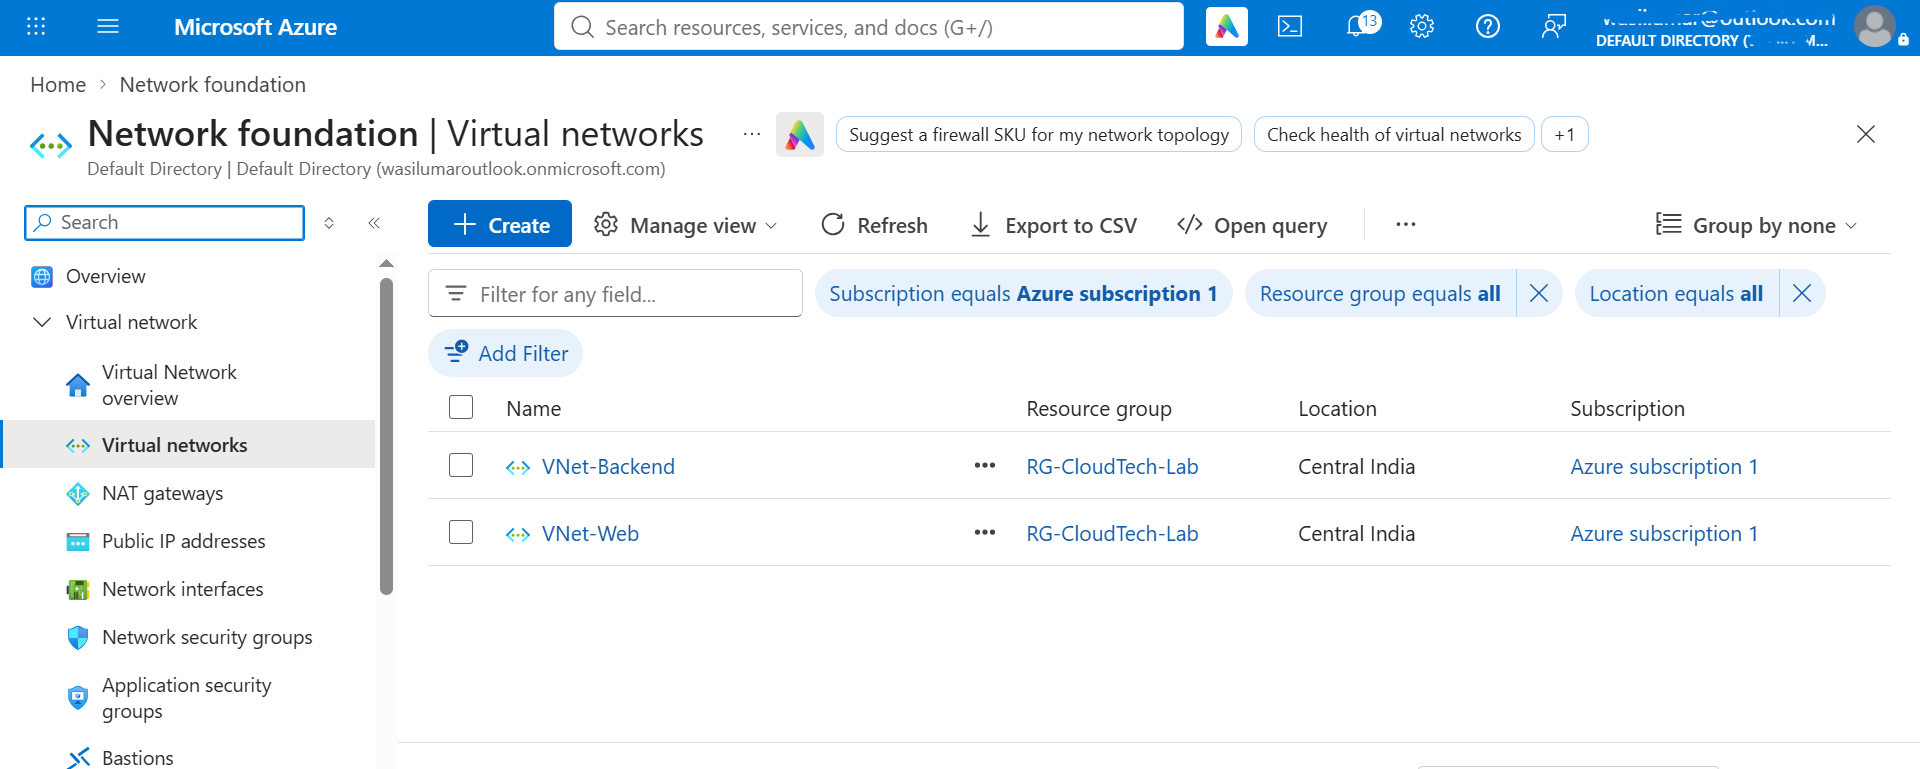 Microsoft Azure
Search resources, services, and docs (G+/)
13
DEFAULT DIRECTORY
Home > Network foundation
Network foundation | Virtual networks
Suggest a firewall SKU for my network topology
Check health of virtual networks
+1
Default Directory | Default Directory (wasilumaroutlook.onmicrosoft.com)
Search
Create
Manage view
Refresh
Export to CSV
Open query
Group by none
Overview
Virtual network
Virtual Network
overview
Virtual networks
NAT gateways
Public IP addresses
Network interfaces
Network security groups
Application security
groups
Bastions
Filter for any field...
Subscription equals Azure subscription 1
Resource group equals all
Location equals all
Add Filter
Name Resource group Location Subscription
VNet-Backend RG-CloudTech-Lab Central India Azure subscription 1
VNet-Web RG-CloudTech-Lab Central India Azure subscription 1